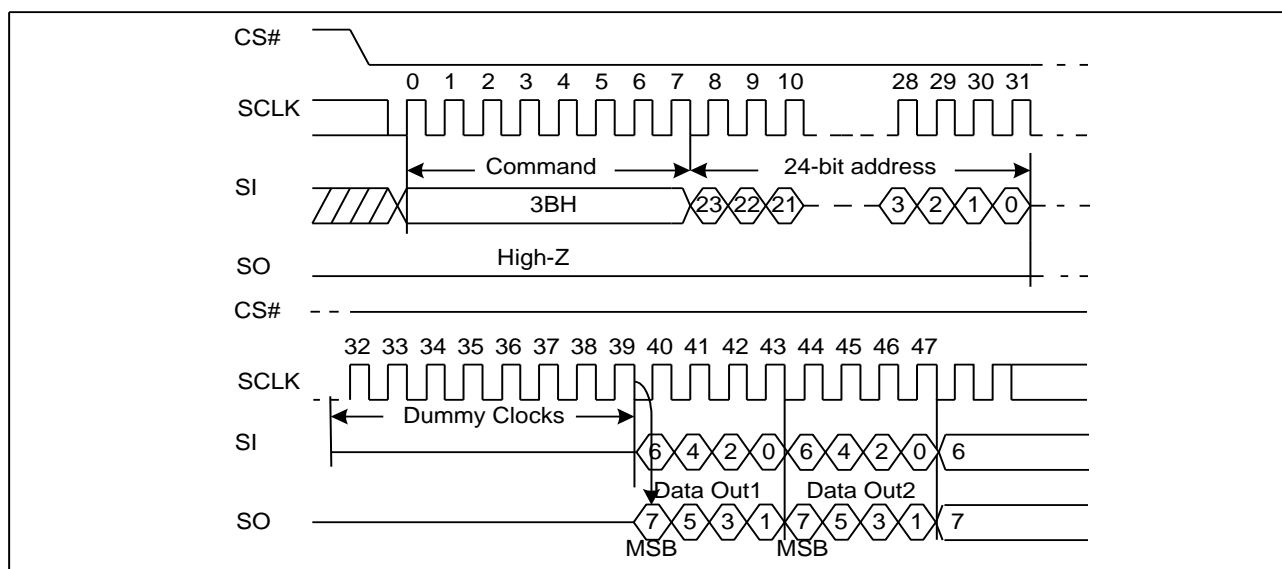 CS#
0 1 2 3 4 5 6 7 8 9 10 28 29 30 31
SCLK
Command 24-bit address
SI
3BH 23 22 21 3 2 1 0
High-Z
SO
CS#
32 33 34 35 36 37 38 39 40 41 42 43 44 45 46 47
SCLK
Dummy Clocks
SI 6 4 2 0 6 4 2 0 6
Data Out1 Data Out2
SO 7 5 3 1 7 5 3 1 7
MSB MSB